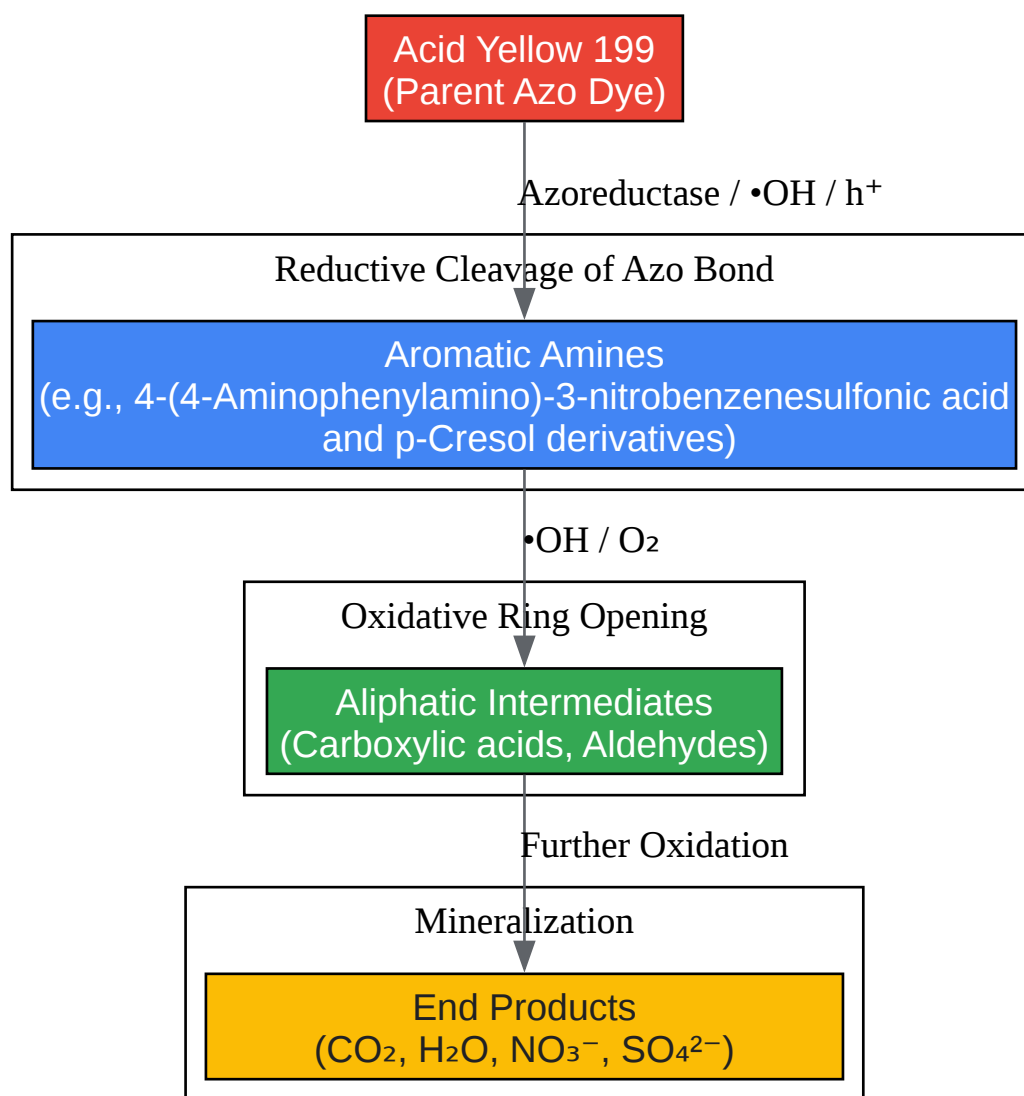 Acid Yellow 199
(Parent Azo Dye)
Azoreductase / •OH / h⁺
Reductive Cleavage of Azo Bond
Aromatic Amines
(e.g., 4-(4-Aminophenylamino)-3-nitrobenzenesulfonic acid
and p-Cresol derivatives)
•OH / O₂
Oxidative Ring Opening
Aliphatic Intermediates
(Carboxylic acids, Aldehydes)
Further Oxidation
Mineralization
End Products
(CO₂, H₂O, NO₃⁻, SO₄²⁻)